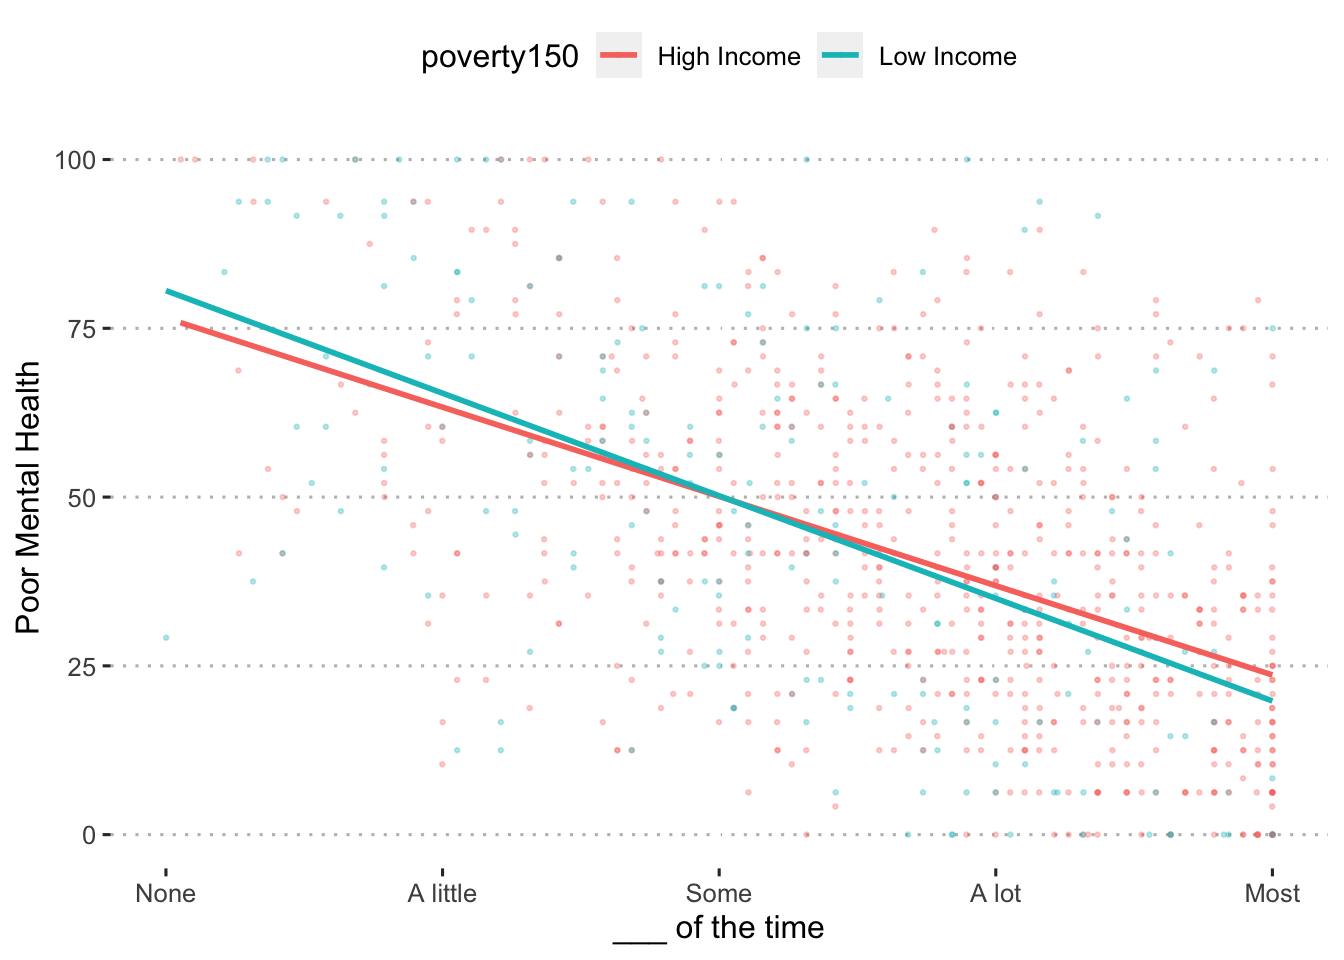 poverty150 High Income Low Income
100
75
50
25
0
Poor Mental Health
None A little Some A lot Most
___ of the time